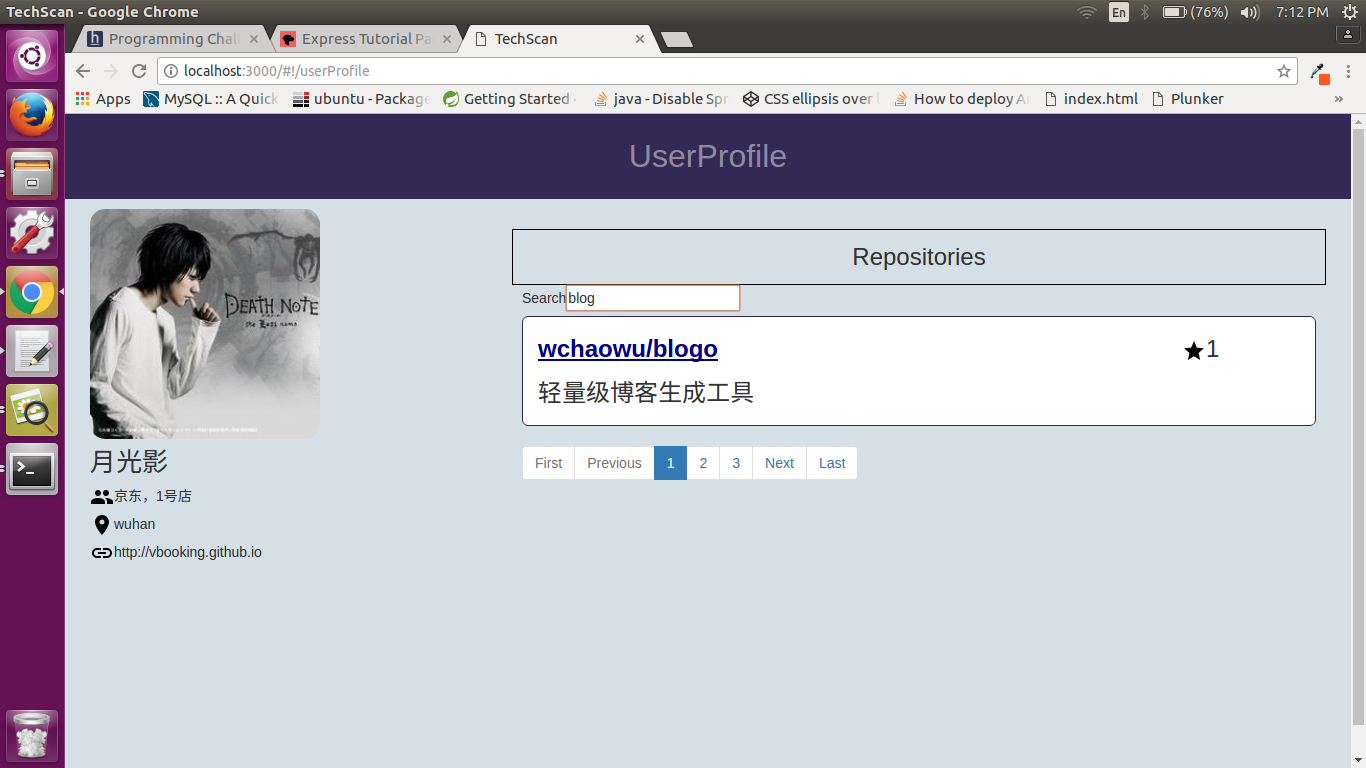 TechScan - Google Chrome
En
(76%)
7:12 PM
Programming Chal
Express Tutorial Pa
TechScan
localhost:3000/#!/userProfile
Apps
MySQL :: A Quick
ubuntu - Package
Getting Started -
java - Disable Spr
CSS ellipsis over
How to deploy A
index.html
Plunker
»
UserProfile
DEATH NOTE
Repositories
Search
blog
wchaowu/blogo
1
轻量级博客生成工具
月光影
京东，1号店
wuhan
http://vbooking.github.io
First
Previous
1
2
3
Next
Last